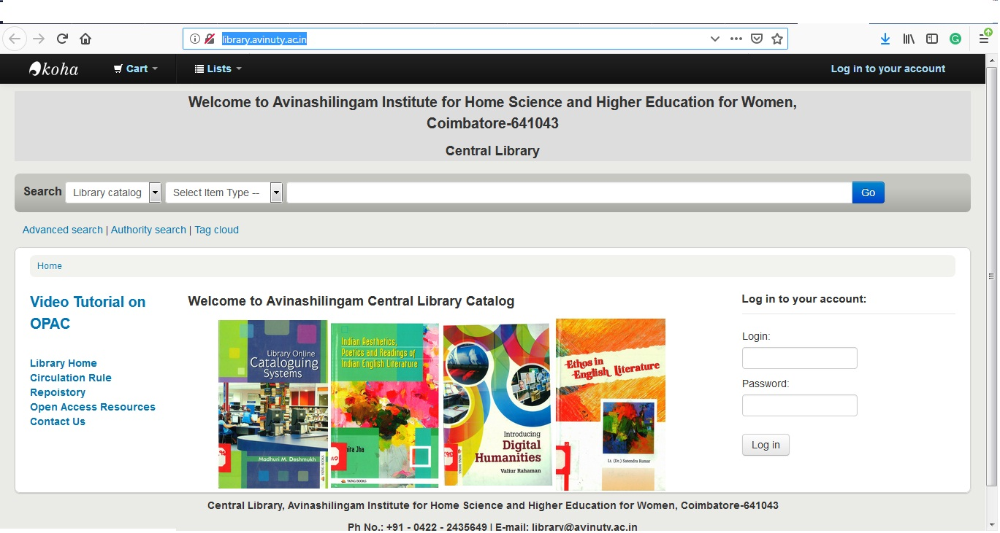 library.avinuty.ac.in
koha
Cart
Lists
Log in to your account
Welcome to Avinashilingam Institute for Home Science and Higher Education for Women,
Coimbatore-641043
Central Library
Search
Library catalog
Select Item Type --
Go
Advanced search | Authority search | Tag cloud
Home
Video Tutorial on
OPAC
Library Home
Circulation Rule
Repoistory
Open Access Resources
Contact Us
Welcome to Avinashilingam Central Library Catalog
Library Online
Cataloguing
Systems
Madhuri M. Deshmukh
YKING BOOKS
Indian Aesthetics,
Poetics and Readings of
Indian English Literature
ira Jha
YKING BOOKS
Introducing
Digital
Humanities
Valiur Rahaman
YKING BOOKS
Ethos in
English Literature
Lt. (Dr.) Satendra Kumar
Log in to your account:
Login:
Password:
Log in
Central Library, Avinashilingam Institute for Home Science and Higher Education for Women, Coimbatore-641043
Ph No.: +91 - 0422 - 2435649 | E-mail: library@avinuty.ac.in